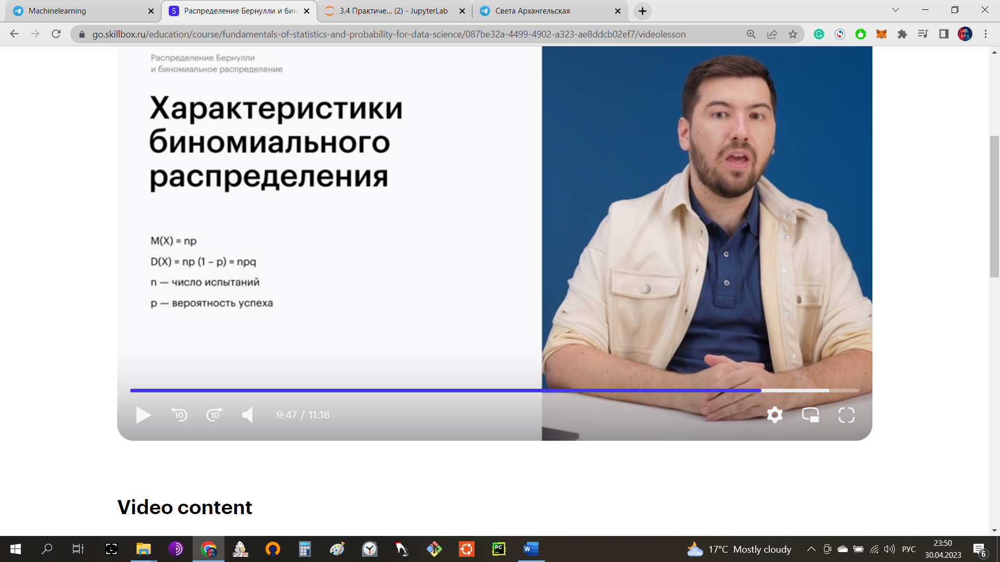 Machinelearning
Распределение Бернулли и бин
3.4 Практиче... (2) - JupyterLab
Света Архангельская
go.skillbox.ru/education/course/fundamentals-of-statistics-and-probability-for-data-science/087be32a-4499-4902-a323-ae8ddcb02ef7/videolesson
Распределение Бернулли
и биномиальное распределение
Характеристики
биномиального
распределения
M(X) = np
D(X) = np (1 – p) = npq
n — число испытаний
p — вероятность успеха
10
10
9:47 / 11:18
Video content
17°C Mostly cloudy
РУС
23:50
30.04.2023
6